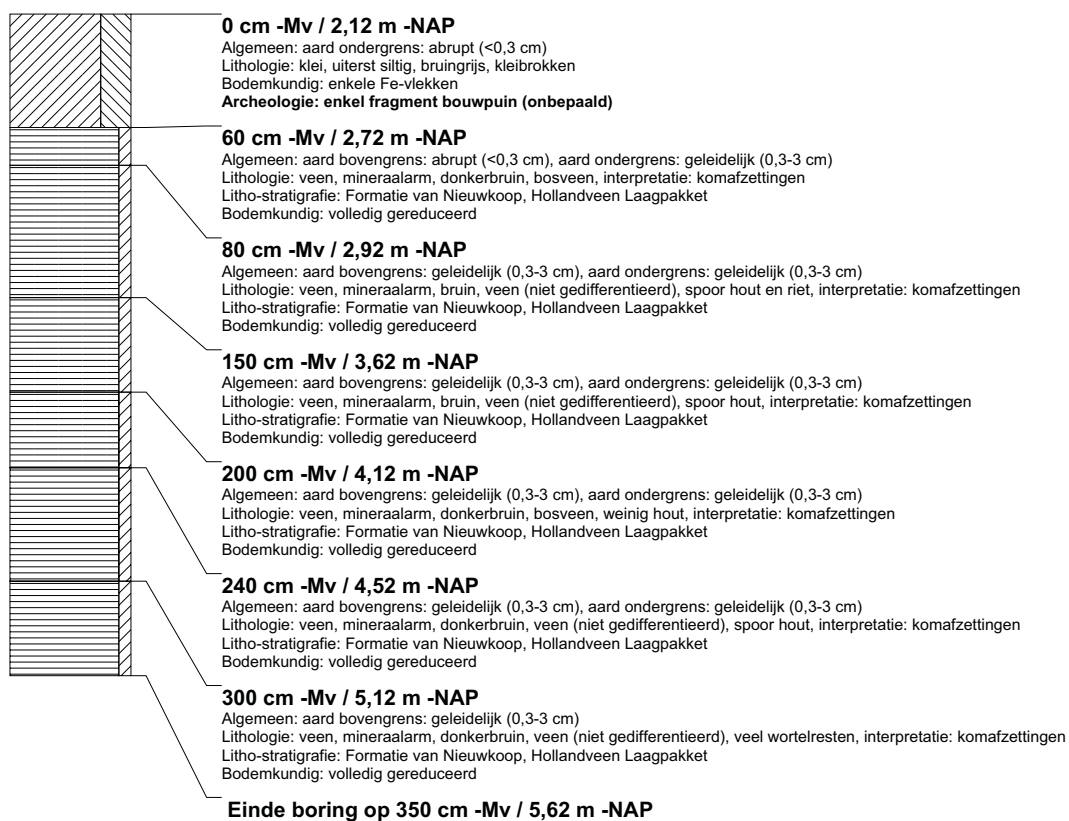 0 cm -Mv / 2,12 m -NAP
Algemeen: aard ondergrens: abrupt (<0,3 cm)
Lithologie: klei, uiterst siltig, bruingrijs, kleibrokken
Bodemkundig: enkele Fe-vlekken
Archeologie: enkel fragment bouwpuin (onbepaald)
60 cm -Mv / 2,72 m -NAP
Algemeen: aard bovengrens: abrupt (<0,3 cm), aard ondergrens: geleidelijk (0,3-3 cm)
Lithologie: veen, mineraalarm, donkerbruin, bosveen, interpretatie: komafzettingen
Litho-stratigrafie: Formatie van Nieuwkoop, Hollandveen Laagpakket
Bodemkundig: volledig gereduceerd
80 cm -Mv / 2,92 m -NAP
Algemeen: aard bovengrens: geleidelijk (0,3-3 cm), aard ondergrens: geleidelijk (0,3-3 cm)
Lithologie: veen, mineraalarm, bruin, veen (niet gedifferentieerd), spoor hout en riet, interpretatie: komafzettingen
Litho-stratigrafie: Formatie van Nieuwkoop, Hollandveen Laagpakket
Bodemkundig: volledig gereduceerd
150 cm -Mv / 3,62 m -NAP
Algemeen: aard bovengrens: geleidelijk (0,3-3 cm), aard ondergrens: geleidelijk (0,3-3 cm)
Lithologie: veen, mineraalarm, bruin, veen (niet gedifferentieerd), spoor hout, interpretatie: komafzettingen
Litho-stratigrafie: Formatie van Nieuwkoop, Hollandveen Laagpakket
Bodemkundig: volledig gereduceerd
200 cm -Mv / 4,12 m -NAP
Algemeen: aard bovengrens: geleidelijk (0,3-3 cm), aard ondergrens: geleidelijk (0,3-3 cm)
Lithologie: veen, mineraalarm, donkerbruin, bosveen, weinig hout, interpretatie: komafzettingen
Litho-stratigrafie: Formatie van Nieuwkoop, Hollandveen Laagpakket
Bodemkundig: volledig gereduceerd
240 cm -Mv / 4,52 m -NAP
Algemeen: aard bovengrens: geleidelijk (0,3-3 cm), aard ondergrens: geleidelijk (0,3-3 cm)
Lithologie: veen, mineraalarm, donkerbruin, veen (niet gedifferentieerd), spoor hout, interpretatie: komafzettingen
Litho-stratigrafie: Formatie van Nieuwkoop, Hollandveen Laagpakket
Bodemkundig: volledig gereduceerd
300 cm -Mv / 5,12 m -NAP
Algemeen: aard bovengrens: geleidelijk (0,3-3 cm)
Lithologie: veen, mineraalarm, donkerbruin, veen (niet gedifferentieerd), veel wortelresten, interpretatie: komafzettingen
Litho-stratigrafie: Formatie van Nieuwkoop, Hollandveen Laagpakket
Bodemkundig: volledig gereduceerd
Einde boring op 350 cm -Mv / 5,62 m -NAP